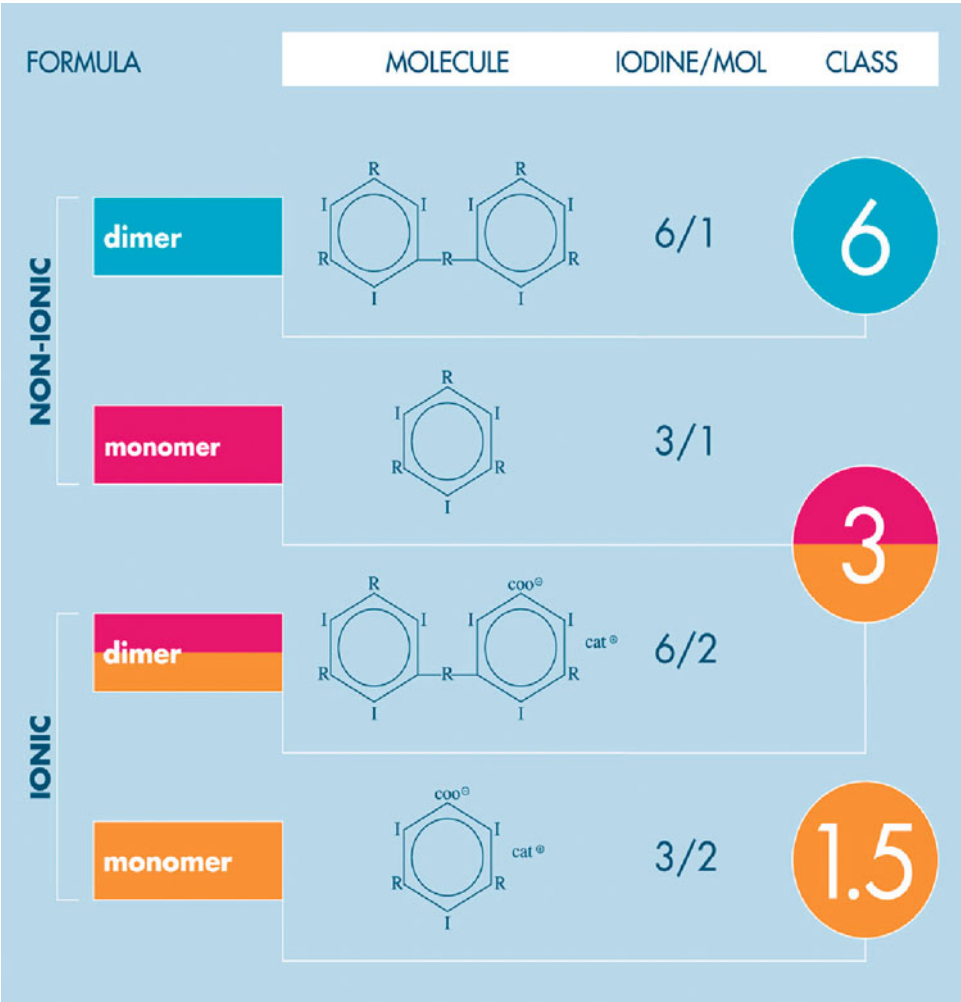 FORMULA MOLECULE IODINE/MOL CLASS
NON-IONIC
dimer
R R
I I I I
R R R
I I
6/1
6
monomer
R
I I
R R
I
3/1
3
IONIC
dimer
R coo⊖
I I I I
cat⊕
R R R
I I
6/2
monomer
coo⊖
I I
cat⊕
R R
I
3/2
1.5